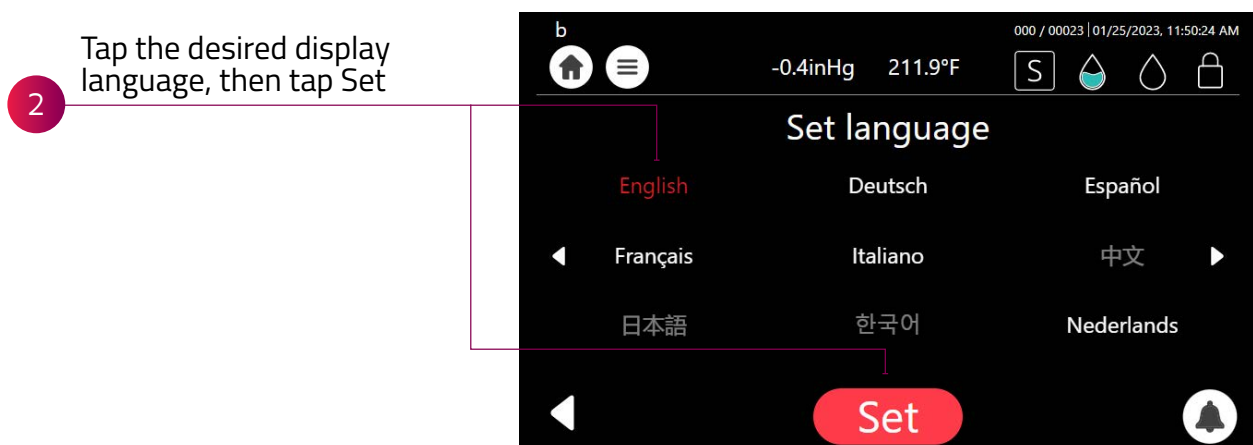 Tap the desired display
language, then tap Set
2
b
000 / 00023 | 01/25/2023, 11:50:24 AM
-0.4inHg 211.9°F S
Set language
English Deutsch Español
Français Italiano 中文
日本語 한국어 Nederlands
Set